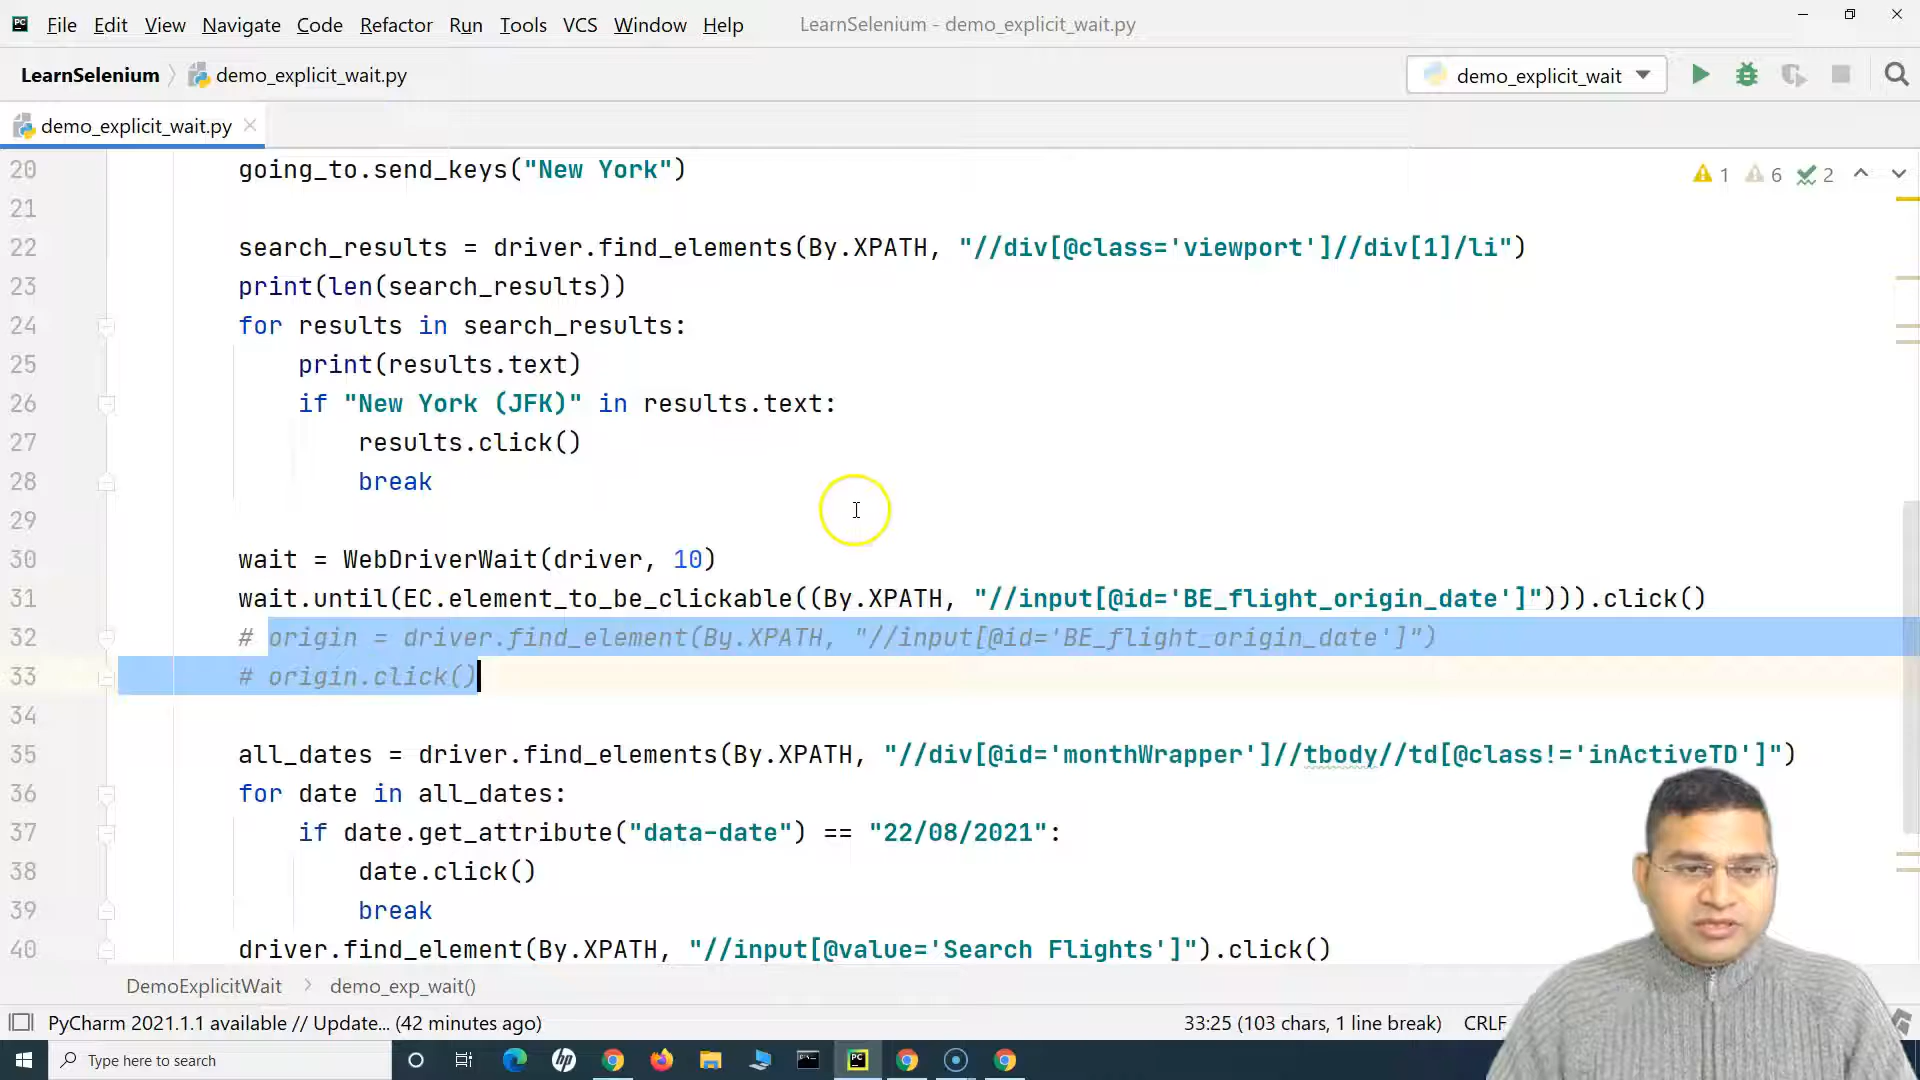 File Edit View Navigate Code Refactor Run Tools VCS Window Help LearnSelenium - demo_explicit_wait.py
LearnSelenium demo_explicit_wait.py demo_explicit_wait
demo_explicit_wait.py
20 going_to.send_keys("New York") 1 6 2
21
22 search_results = driver.find_elements(By.XPATH, "//div[@class='viewport']//div[1]/li")
23 print(len(search_results))
24 for results in search_results:
25 print(results.text)
26 if "New York (JFK)" in results.text:
27 results.click()
28 break
29
30 wait = WebDriverWait(driver, 10)
31 wait.until(EC.element_to_be_clickable((By.XPATH, "//input[@id='BE_flight_origin_date']"))).click()
32 # origin = driver.find_element(By.XPATH, "//input[@id='BE_flight_origin_date']")
33 # origin.click()
34
35 all_dates = driver.find_elements(By.XPATH, "//div[@id='monthWrapper']//tbody//td[@class!='inActiveTD']")
36 for date in all_dates:
37 if date.get_attribute("data-date") == "22/08/2021":
38 date.click()
39 break
40 driver.find_element(By.XPATH, "//input[@value='Search Flights']").click()
DemoExplicitWait demo_exp_wait()
PyCharm 2021.1.1 available // Update... (42 minutes ago) 33:25 (103 chars, 1 line break) CRLF
Type here to search